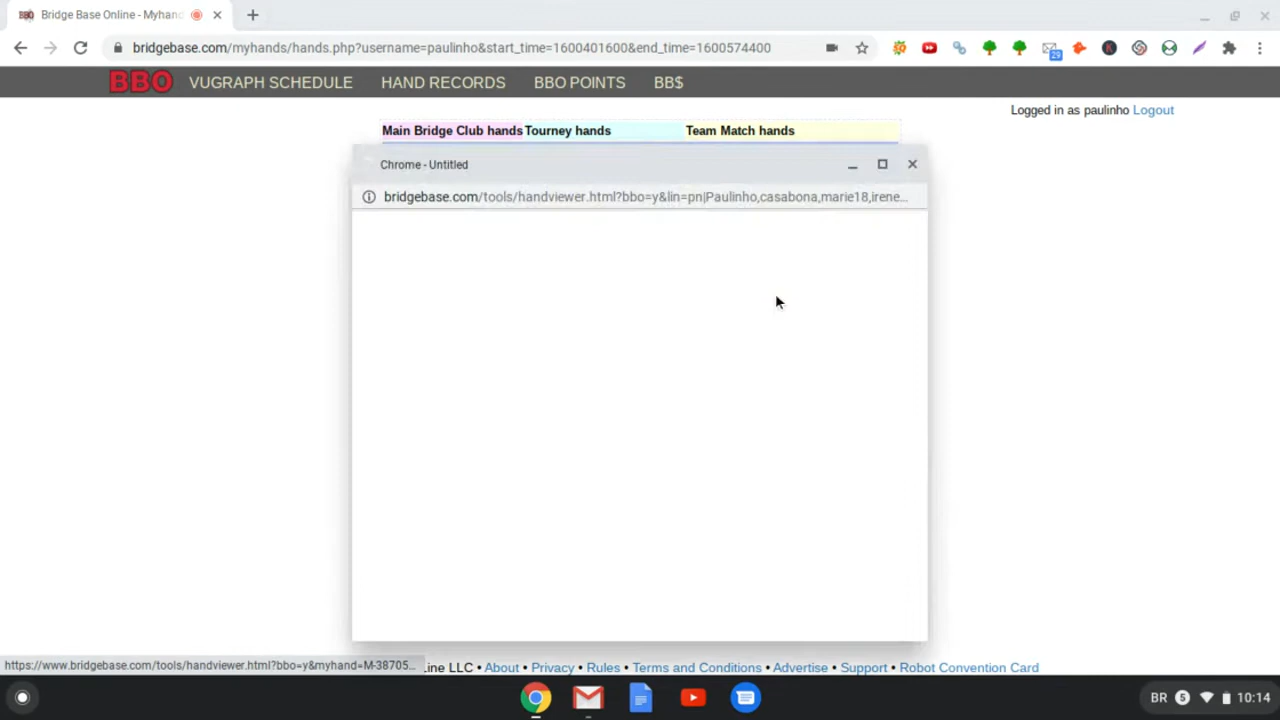 Bridge Base Online - Myhand
bridgebase.com/myhands/hands.php?username=paulinho&start_time=1600401600&end_time=1600574400
29
BBO VUGRAPH SCHEDULE HAND RECORDS BBO POINTS BB$
Logged in as paulinho Logout
Main Bridge Club hands Tourney hands Team Match hands
Chrome - Untitled
bridgebase.com/tools/handviewer.html?bbo=y&lin=pn|Paulinho,casabona,marie18,irene...
https://www.bridgebase.com/tools/handviewer.html?bbo=y&myhand=M-38705...
Line LLC • About • Privacy • Rules • Terms and Conditions • Advertise • Support • Robot Convention Card
BR 5 10:14